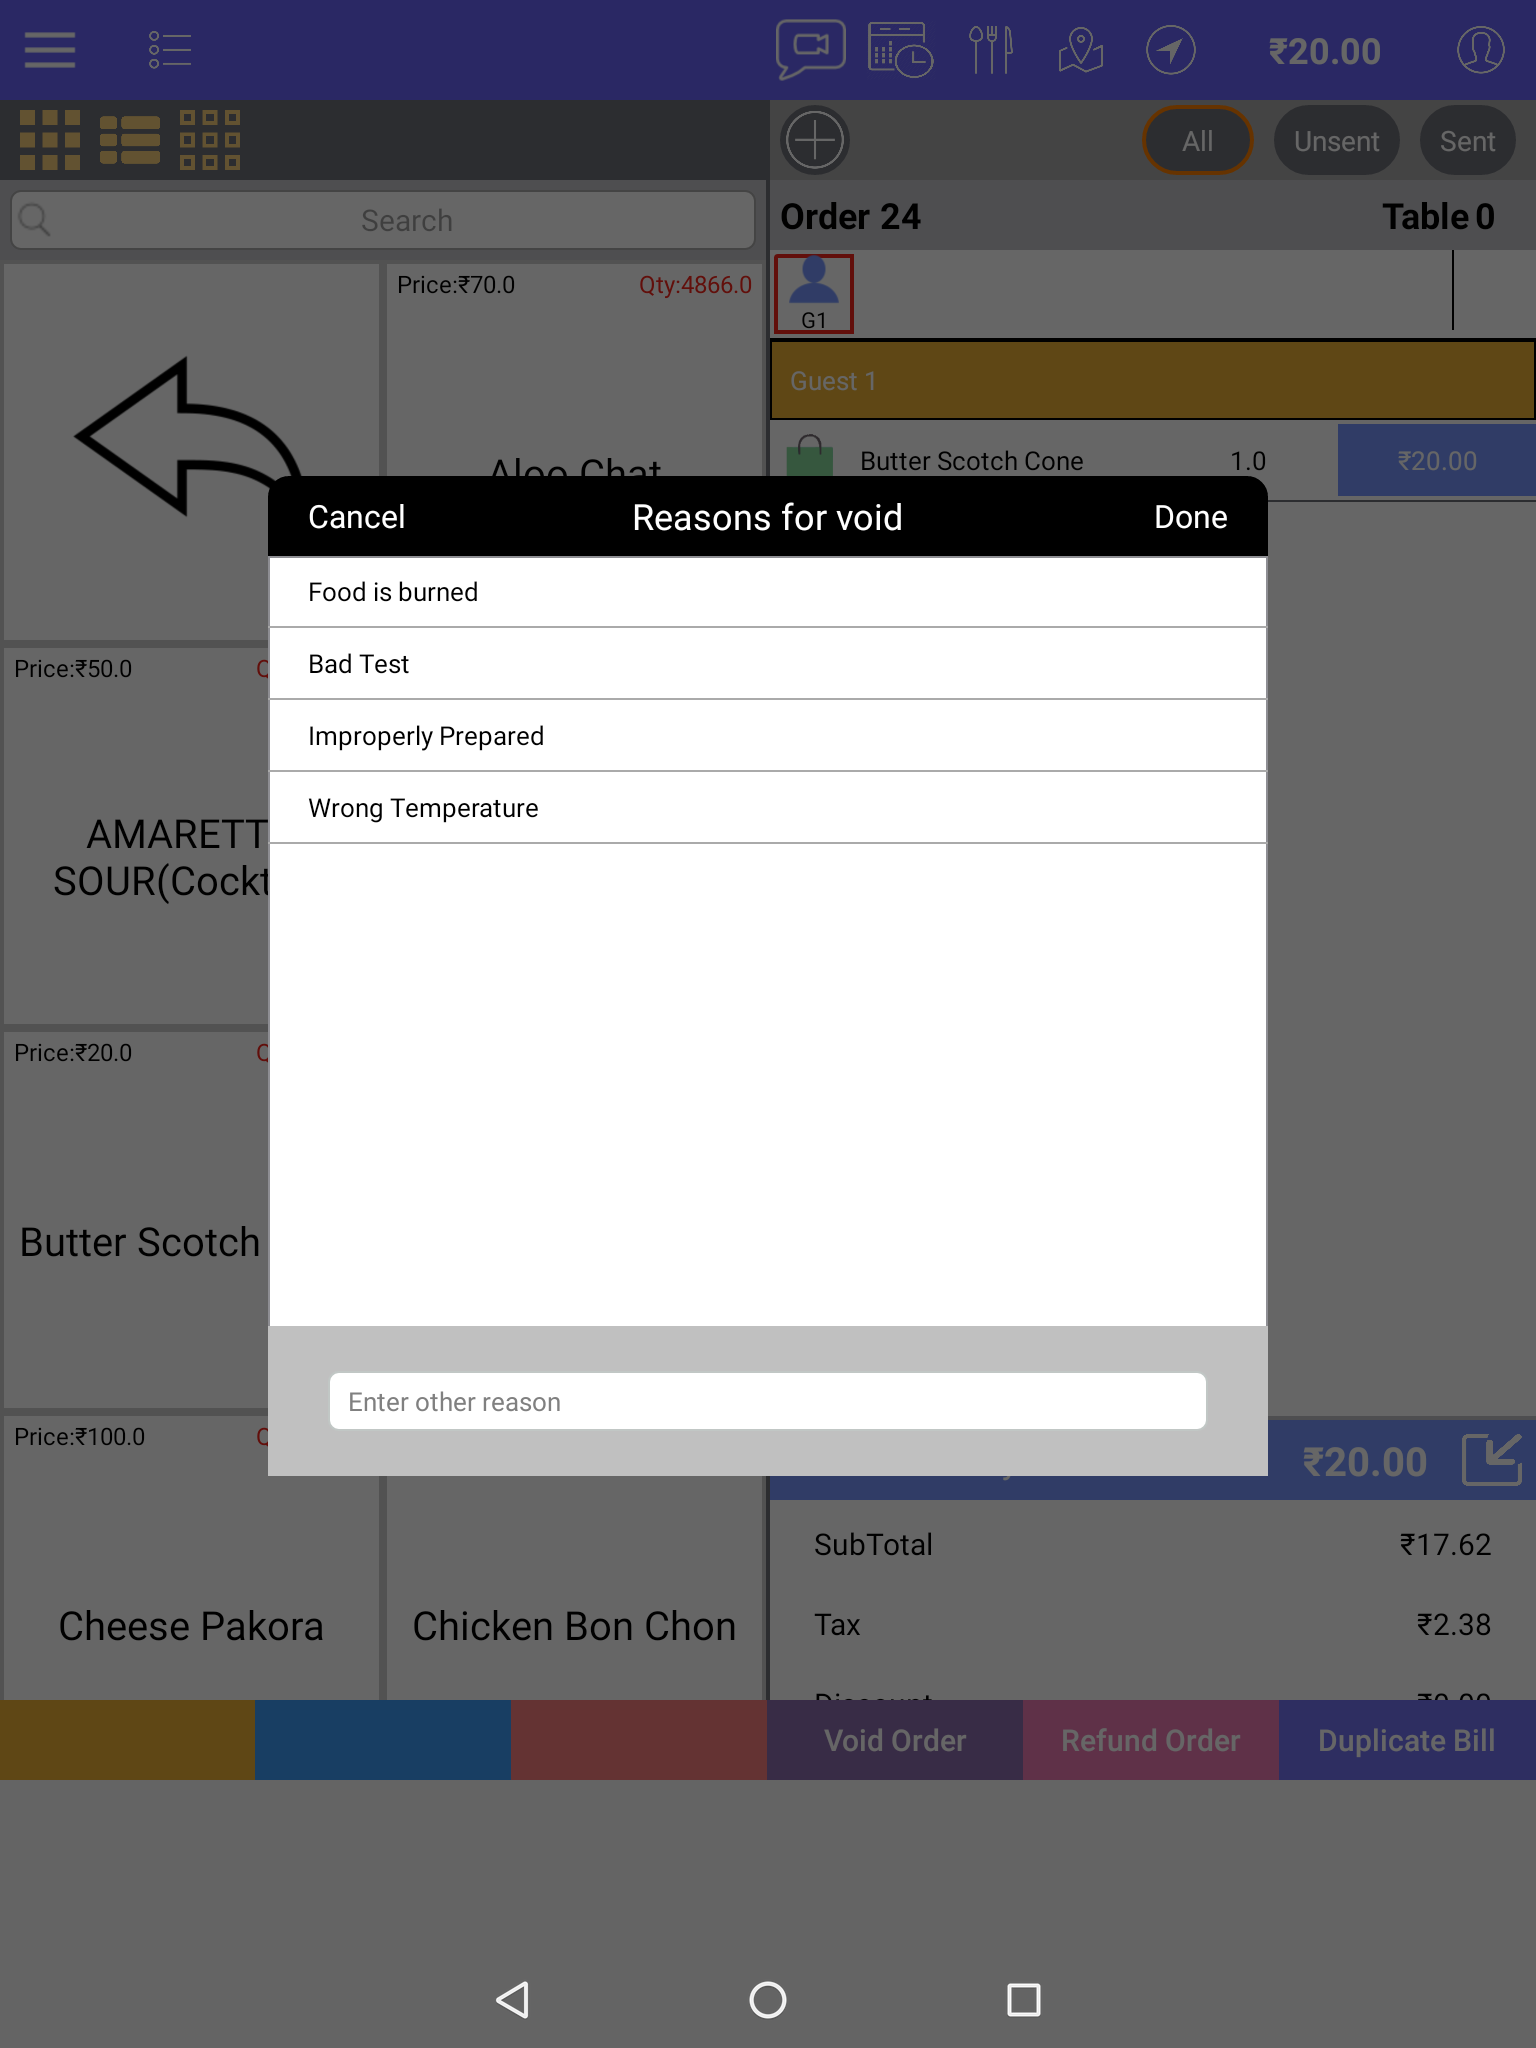 ₹20.00
All
Unsent
Sent
Search
Order 24
Table 0
Price:₹70.0
Qty:4866.0
G1
Guest 1
Aloo Chat
Butter Scotch Cone
1.0
₹20.00
Cancel
Reasons for void
Done
Food is burned
Bad Test
Improperly Prepared
Wrong Temperature
Price:₹50.0
Q
AMARETT
SOUR(Cockt
Price:₹20.0
Q
Butter Scotch
Enter other reason
Price:₹100.0
Q
₹20.00
SubTotal
₹17.62
Cheese Pakora
Chicken Bon Chon
Tax
₹2.38
Discount
₹0.00
Void Order
Refund Order
Duplicate Bill